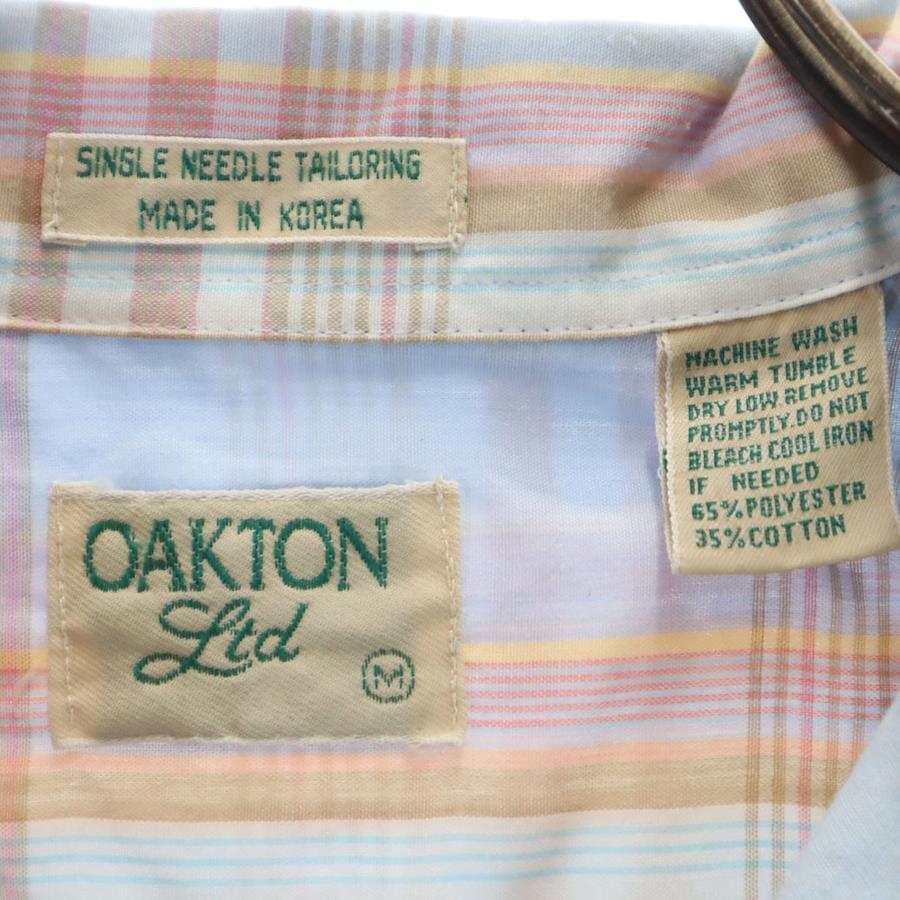 SINGLE NEEDLE TAILORING
MADE IN KOREA
MACHINE WASH
WARM TUMBLE
DRY LOW.REMOVE
PROMPTLY.DO NOT
BLEACH COOL IRON
IF NEEDED
65%POLYESTER
35%COTTON
OAKTON
Ltd
M